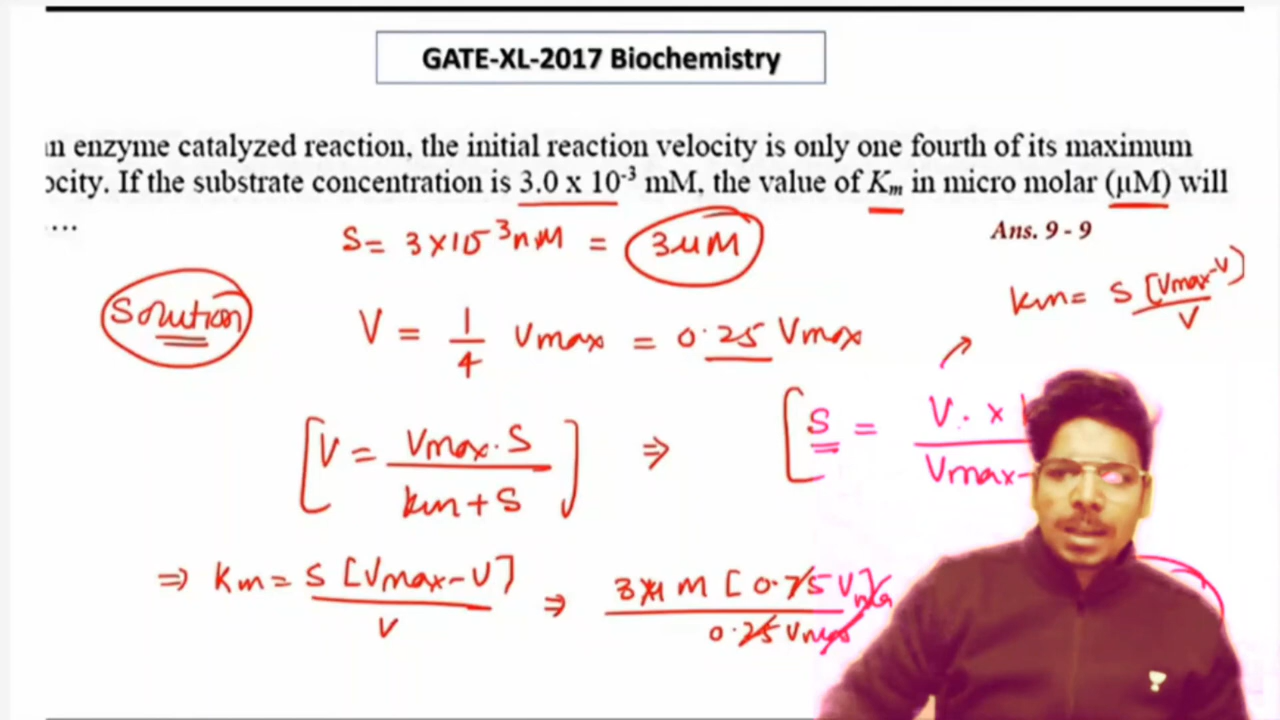 GATE-XL-2017 Biochemistry
n enzyme catalyzed reaction, the initial reaction velocity is only one fourth of its maximum
ocity. If the substrate concentration is 3.0 x 10⁻³ mM, the value of Kₘ in micro molar (µM) will
...
Ans. 9 - 9
S = 3×10⁻³ mM = 3µM
Km = S [Vmax-V] / V
Solution
V = 1/4 Vmax = 0.25 Vmax
[V = Vmax·S / Km+S] ⇒ [S = V· × / Vmax-
⇒ Km = S [Vmax-V] / V ⇒ 3µM [0.75 Vmax / 0.25 Vmax